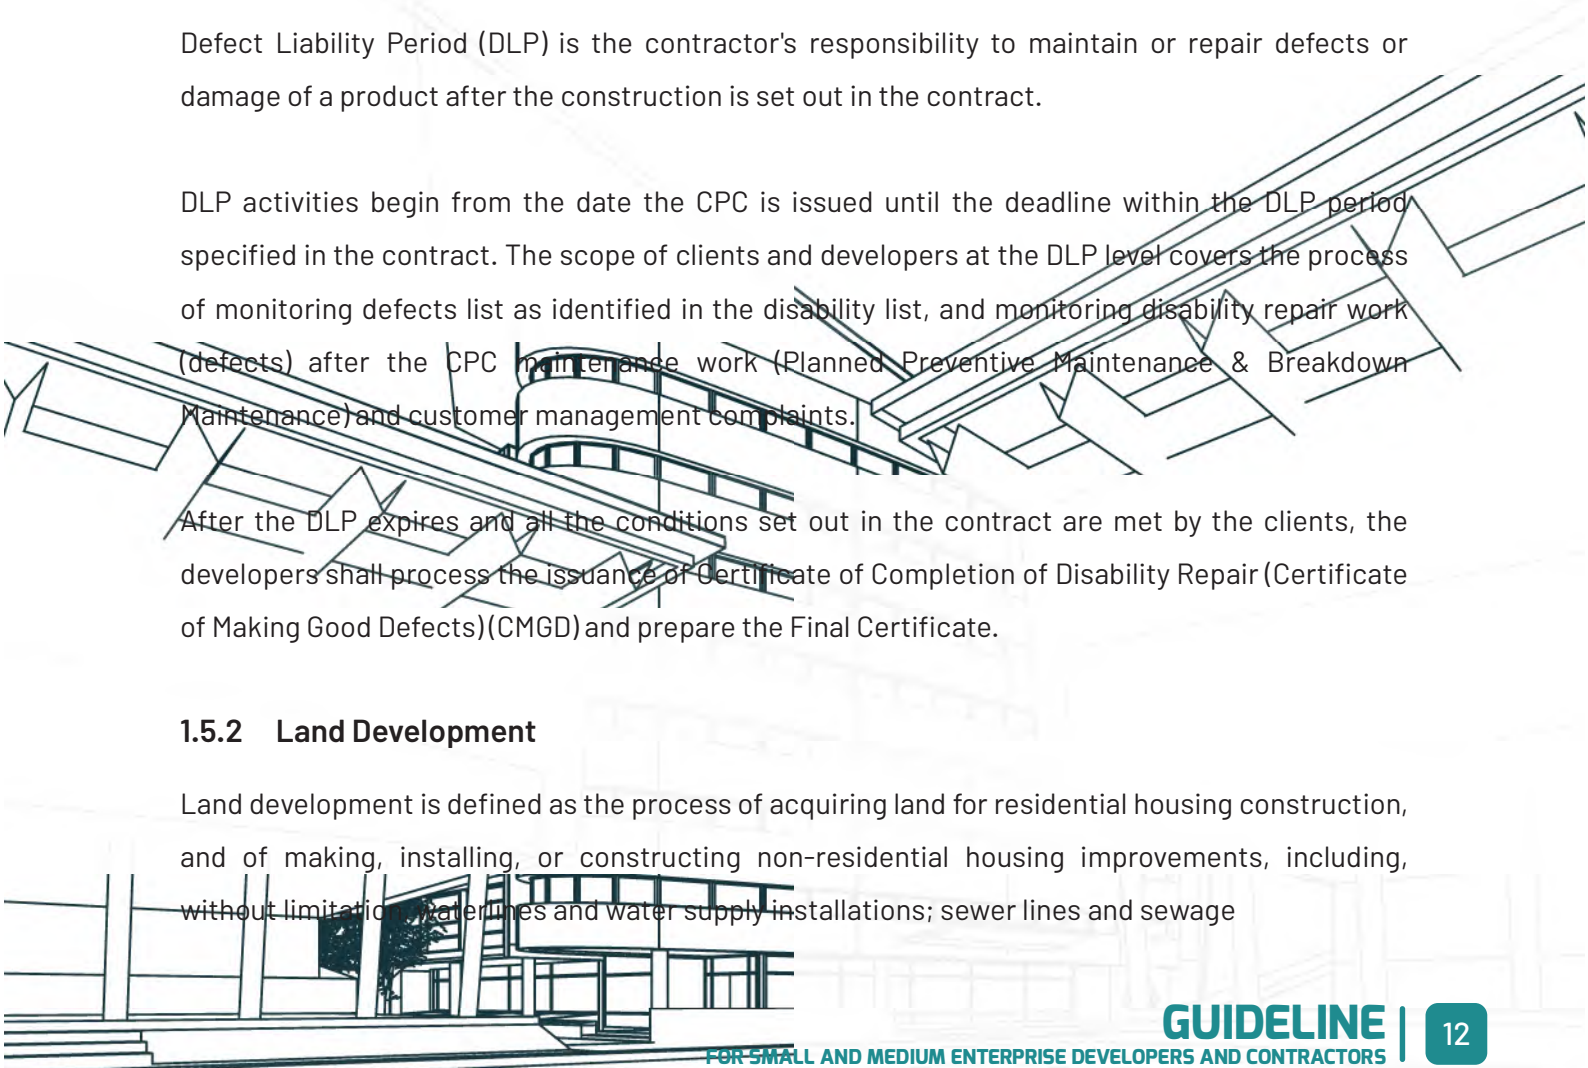 Defect Liability Period (DLP) is the contractor's responsibility to maintain or repair defects or
damage of a product after the construction is set out in the contract.
DLP activities begin from the date the CPC is issued until the deadline within the DLP period
specified in the contract. The scope of clients and developers at the DLP level covers the process
of monitoring defects list as identified in the disability list, and monitoring disability repair work
(defects) after the CPC maintenance work (Planned Preventive Maintenance & Breakdown
Maintenance) and customer management complaints.
After the DLP expires and all the conditions set out in the contract are met by the clients, the
developers shall process the issuance of Certificate of Completion of Disability Repair (Certificate
of Making Good Defects) (CMGD) and prepare the Final Certificate.
1.5.2 Land Development
Land development is defined as the process of acquiring land for residential housing construction,
and of making, installing, or constructing non-residential housing improvements, including,
without limitation, waterlines and water supply installations; sewer lines and sewage
GUIDELINE
FOR SMALL AND MEDIUM ENTERPRISE DEVELOPERS AND CONTRACTORS
12